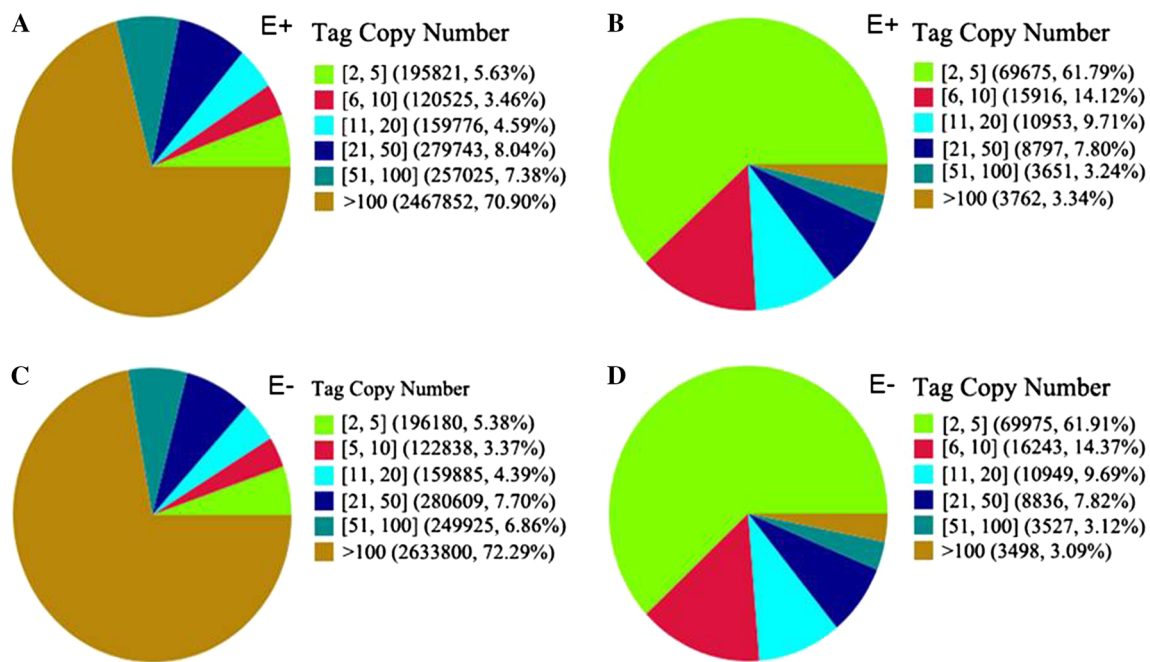 A
E+
Tag Copy Number
[2, 5] (195821, 5.63%)
[6, 10] (120525, 3.46%)
[11, 20] (159776, 4.59%)
[21, 50] (279743, 8.04%)
[51, 100] (257025, 7.38%)
>100 (2467852, 70.90%)
B
E+
Tag Copy Number
[2, 5] (69675, 61.79%)
[6, 10] (15916, 14.12%)
[11, 20] (10953, 9.71%)
[21, 50] (8797, 7.80%)
[51, 100] (3651, 3.24%)
>100 (3762, 3.34%)
C
E-
Tag Copy Number
[2, 5] (196180, 5.38%)
[5, 10] (122838, 3.37%)
[11, 20] (159885, 4.39%)
[21, 50] (280609, 7.70%)
[51, 100] (249925, 6.86%)
>100 (2633800, 72.29%)
D
E-
Tag Copy Number
[2, 5] (69975, 61.91%)
[6, 10] (16243, 14.37%)
[11, 20] (10949, 9.69%)
[21, 50] (8836, 7.82%)
[51, 100] (3527, 3.12%)
>100 (3498, 3.09%)